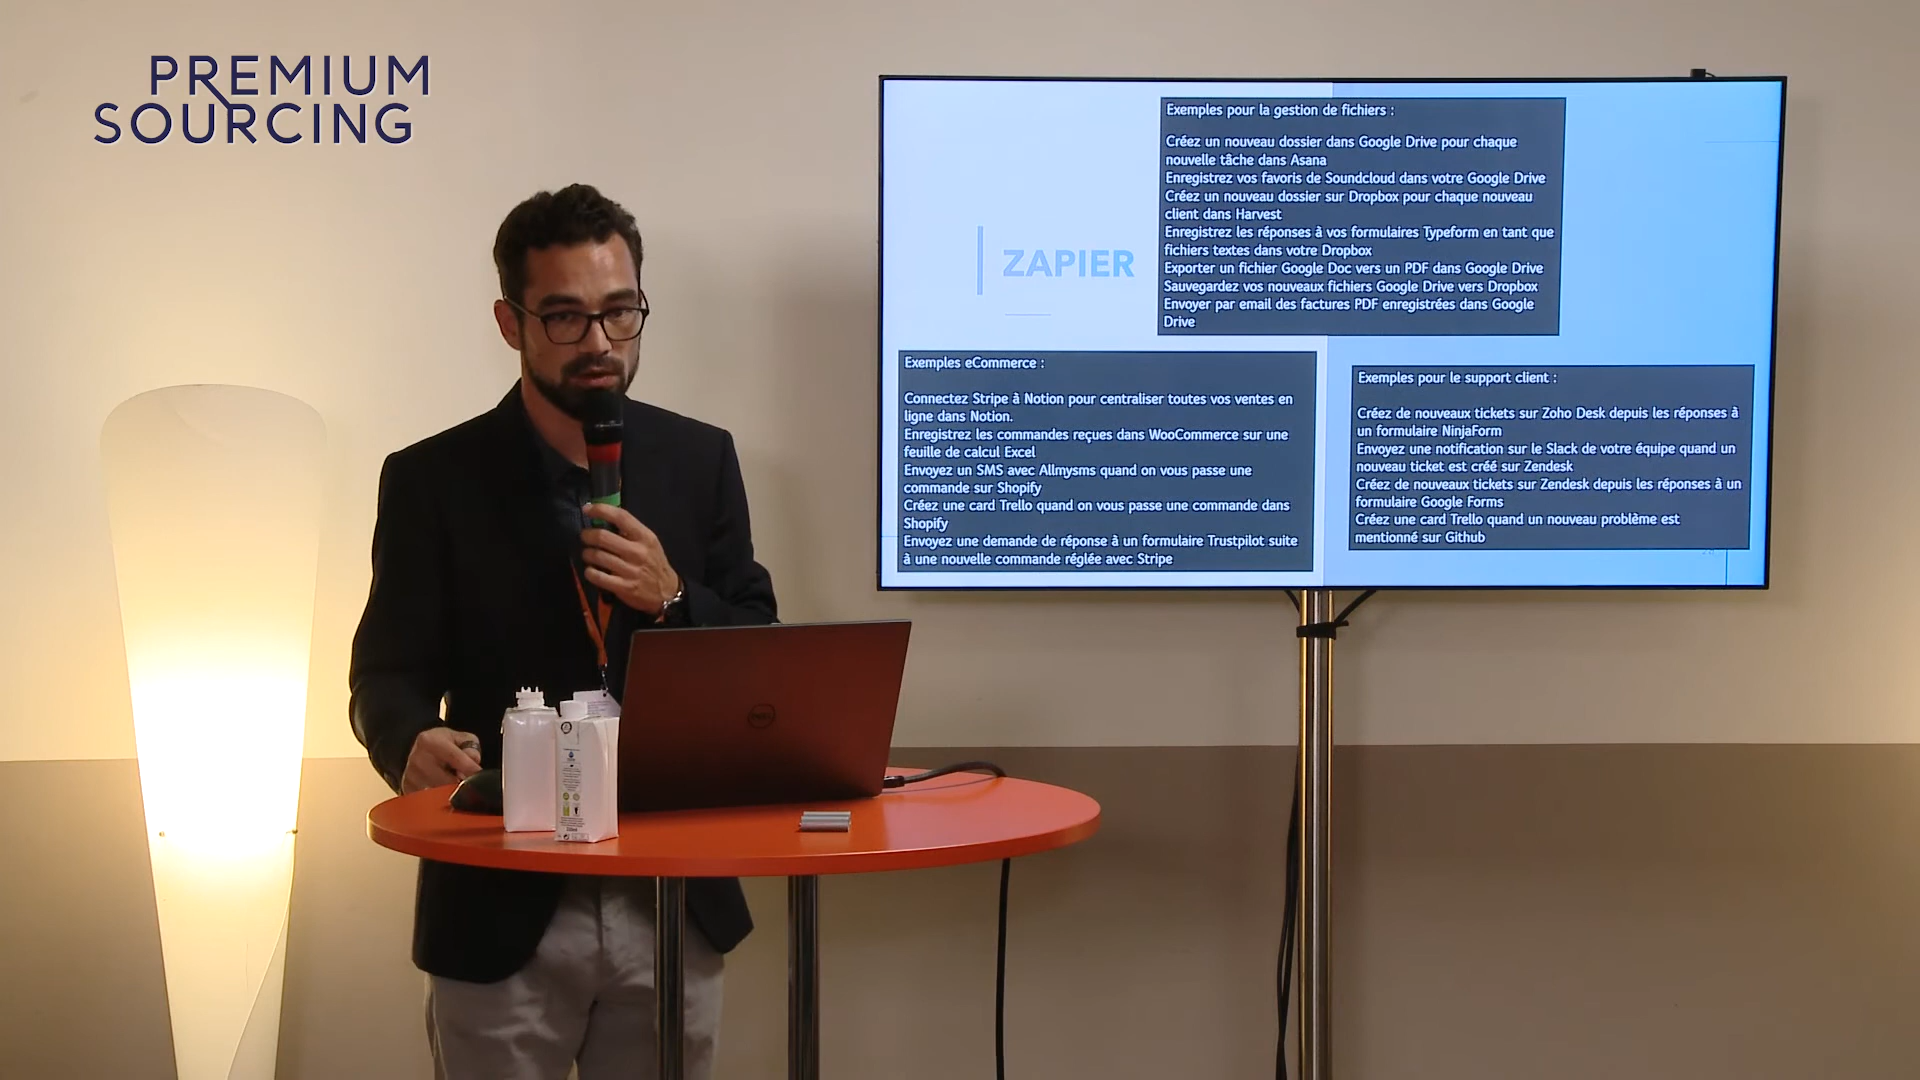 PREMIUM
SOURCING
ZAPIER
Exemples pour la gestion de fichiers :
Créez un nouveau dossier dans Google Drive pour chaque
nouvelle tâche dans Asana
Enregistrez vos favoris de Soundcloud dans votre Google Drive
Créez un nouveau dossier sur Dropbox pour chaque nouveau
client dans Harvest
Enregistrez les réponses à vos formulaires Typeform en tant que
fichiers textes dans votre Dropbox
Exporter un fichier Google Doc vers un PDF dans Google Drive
Sauvegardez vos nouveaux fichiers Google Drive vers Dropbox
Envoyer par email des factures PDF enregistrées dans Google
Drive
Exemples eCommerce :
Connectez Stripe à Notion pour centraliser toutes vos ventes en
ligne dans Notion.
Enregistrez les commandes reçues dans WooCommerce sur une
feuille de calcul Excel
Envoyez un SMS avec Allmysms quand on vous passe une
commande sur Shopify
Créez une card Trello quand on vous passe une commande dans
Shopify
Envoyez une demande de réponse à un formulaire Trustpilot suite
à une nouvelle commande réglée avec Stripe
Exemples pour le support client :
Créez de nouveaux tickets sur Zoho Desk depuis les réponses à
un formulaire NinjaForm
Envoyez une notification sur le Slack de votre équipe quand un
nouveau ticket est créé sur Zendesk
Créez de nouveaux tickets sur Zendesk depuis les réponses à un
formulaire Google Forms
Créez une card Trello quand un nouveau problème est
mentionné sur Github
DELL